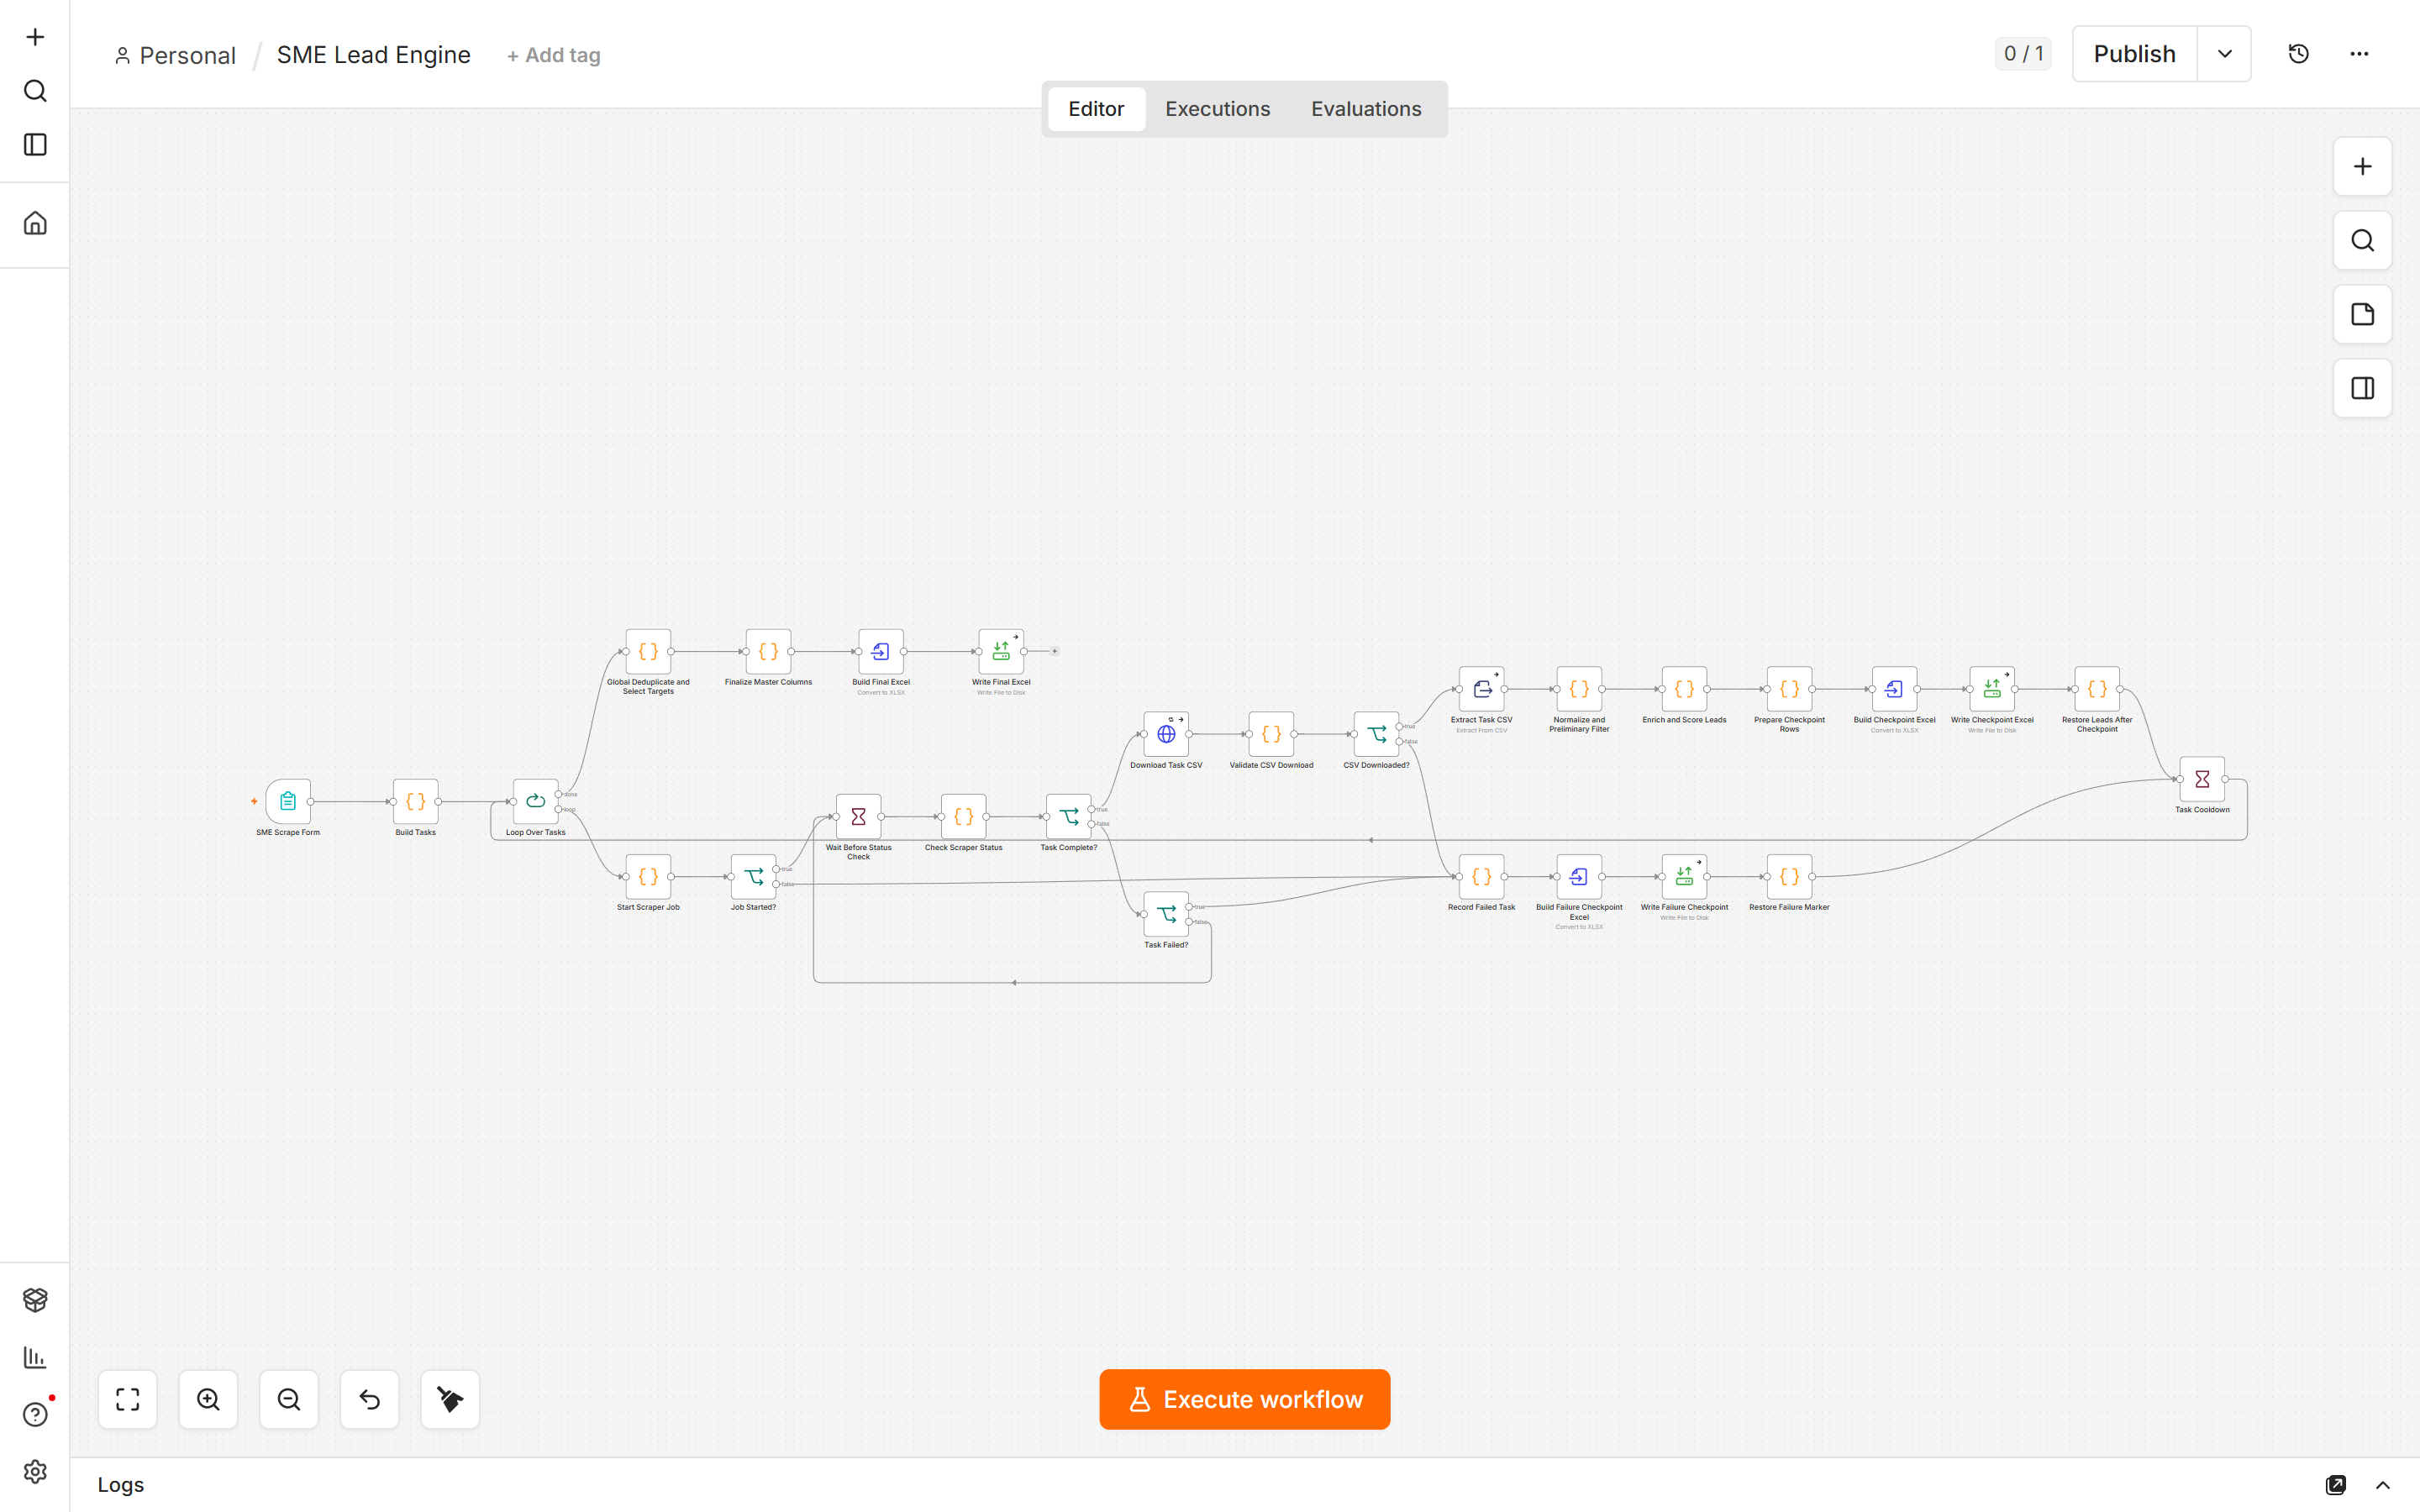 Personal / SME Lead Engine + Add tag
0 / 1 Publish
Editor Executions Evaluations
Global Deduplicate and
Select Targets
Finalize Master Columns
Build Final Excel
Convert to XLSX
Write Final Excel
Write File to Disk
Extract Task CSV
Extract From CSV
Normalize and
Preliminary Filter
Enrich and Score Leads
Prepare Checkpoint
Rows
Build Checkpoint Excel
Convert to XLSX
Write Checkpoint Excel
Write File to Disk
Restore Leads After
Checkpoint
Download Task CSV
Validate CSV Download
true
false
CSV Downloaded?
SME Scrape Form
Build Tasks
done
loop
Loop Over Tasks
Wait Before Status
Check
Check Scraper Status
true
false
Task Complete?
Task Cooldown
Start Scraper Job
true
false
Job Started?
true
false
Task Failed?
Record Failed Task
Build Failure Checkpoint
Excel
Convert to XLSX
Write Failure Checkpoint
Write File to Disk
Restore Failure Marker
Execute workflow
Logs